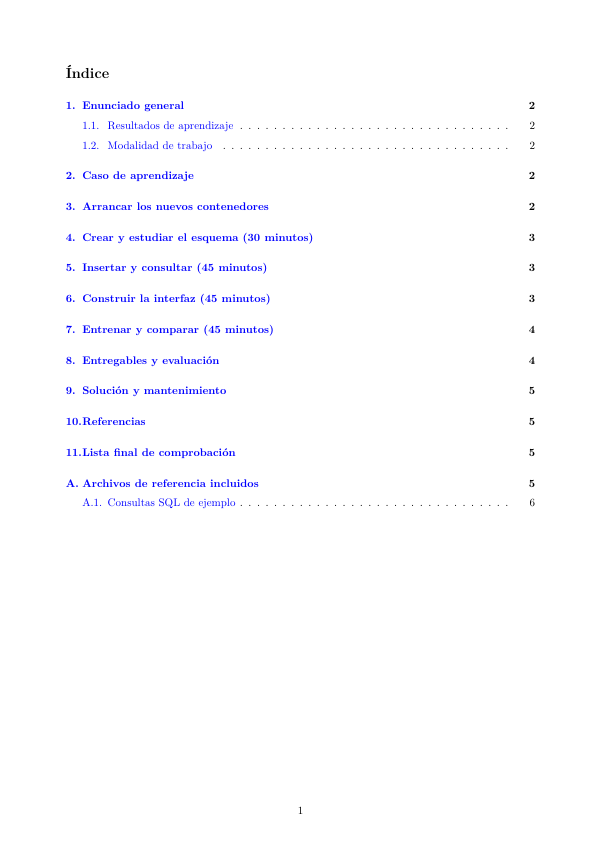 Índice
1. Enunciado general 2
1.1. Resultados de aprendizaje . . . . . . . . . . . . . . . . . . . . . . . . . . . . . . . . 2
1.2. Modalidad de trabajo . . . . . . . . . . . . . . . . . . . . . . . . . . . . . . . . . . 2
2. Caso de aprendizaje 2
3. Arrancar los nuevos contenedores 2
4. Crear y estudiar el esquema (30 minutos) 3
5. Insertar y consultar (45 minutos) 3
6. Construir la interfaz (45 minutos) 3
7. Entrenar y comparar (45 minutos) 4
8. Entregables y evaluación 4
9. Solución y mantenimiento 5
10.Referencias 5
11.Lista final de comprobación 5
A. Archivos de referencia incluidos 5
A.1. Consultas SQL de ejemplo . . . . . . . . . . . . . . . . . . . . . . . . . . . . . . . . 6
1